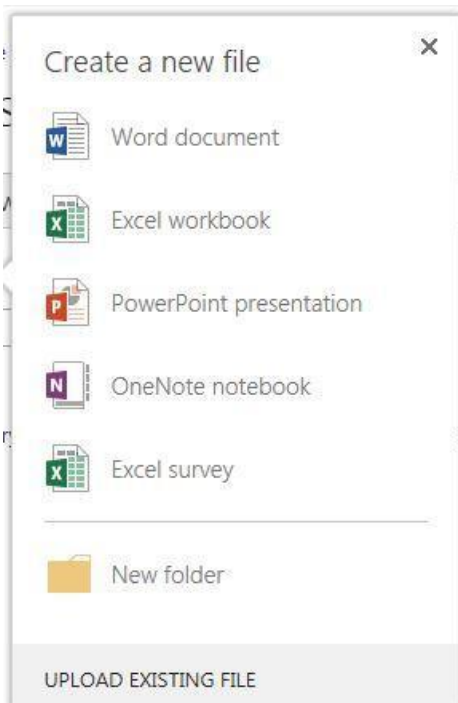 Create a new file
Word document
Excel workbook
PowerPoint presentation
OneNote notebook
Excel survey
New folder
UPLOAD EXISTING FILE